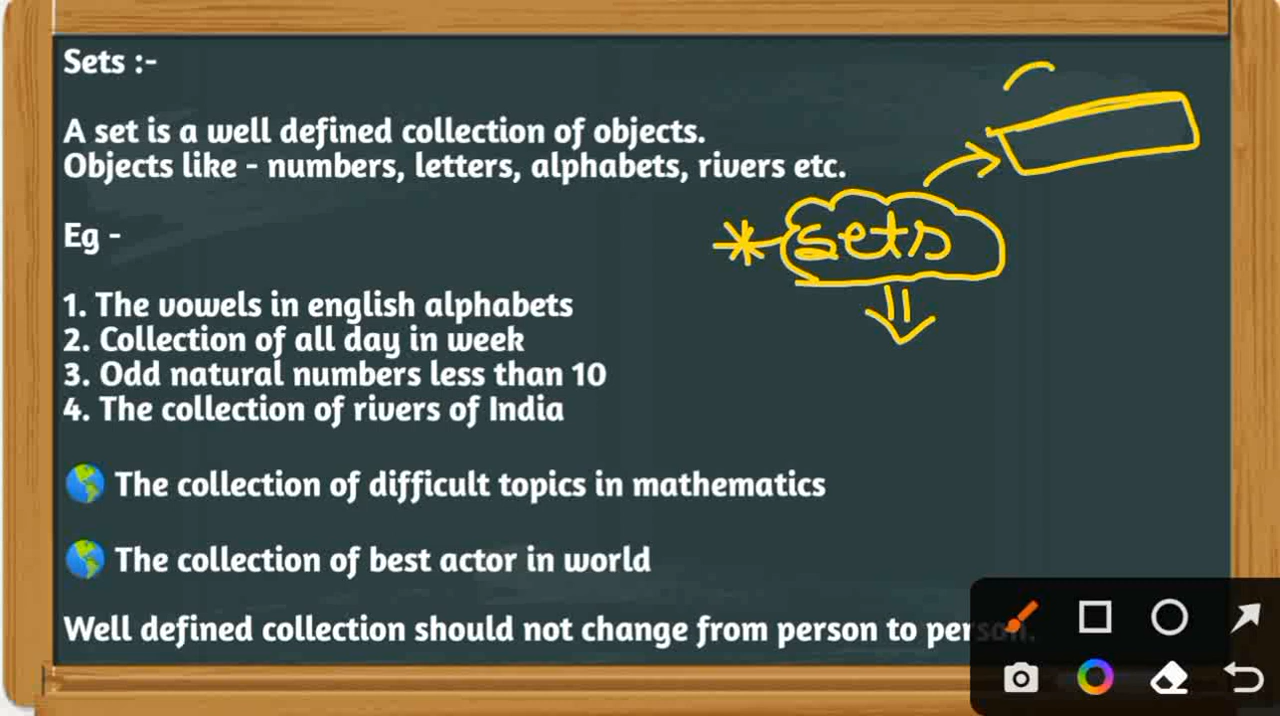 Sets :-
A set is a well defined collection of objects.
Objects like - numbers, letters, alphabets, rivers etc.
sets
Eg -
1. The vowels in english alphabets
2. Collection of all day in week
3. Odd natural numbers less than 10
4. The collection of rivers of India
The collection of difficult topics in mathematics
The collection of best actor in world
Well defined collection should not change from person to person.